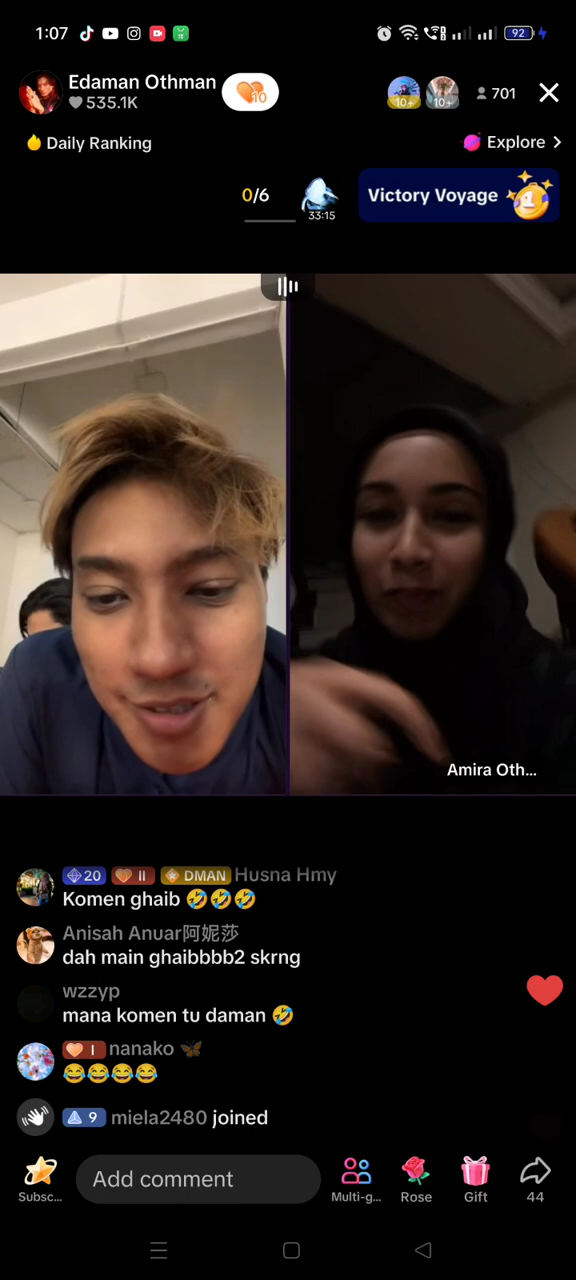 1:07
92
Edaman Othman
535.1K
10
10+
10+
701
Daily Ranking
Explore >
0/6
33:15
Victory Voyage
1
Amira Oth...
20 II DMAN Husna Hmy
Komen ghaib 🤣🤣🤣
Anisah Anuar阿妮莎
dah main ghaibbbb2 skrng
wzzyp
mana komen tu daman 🤣
I nanako 🦋
😂😂😂😂
9 miela2480 joined
Add comment
Subsc...
Multi-g...
Rose
Gift
44